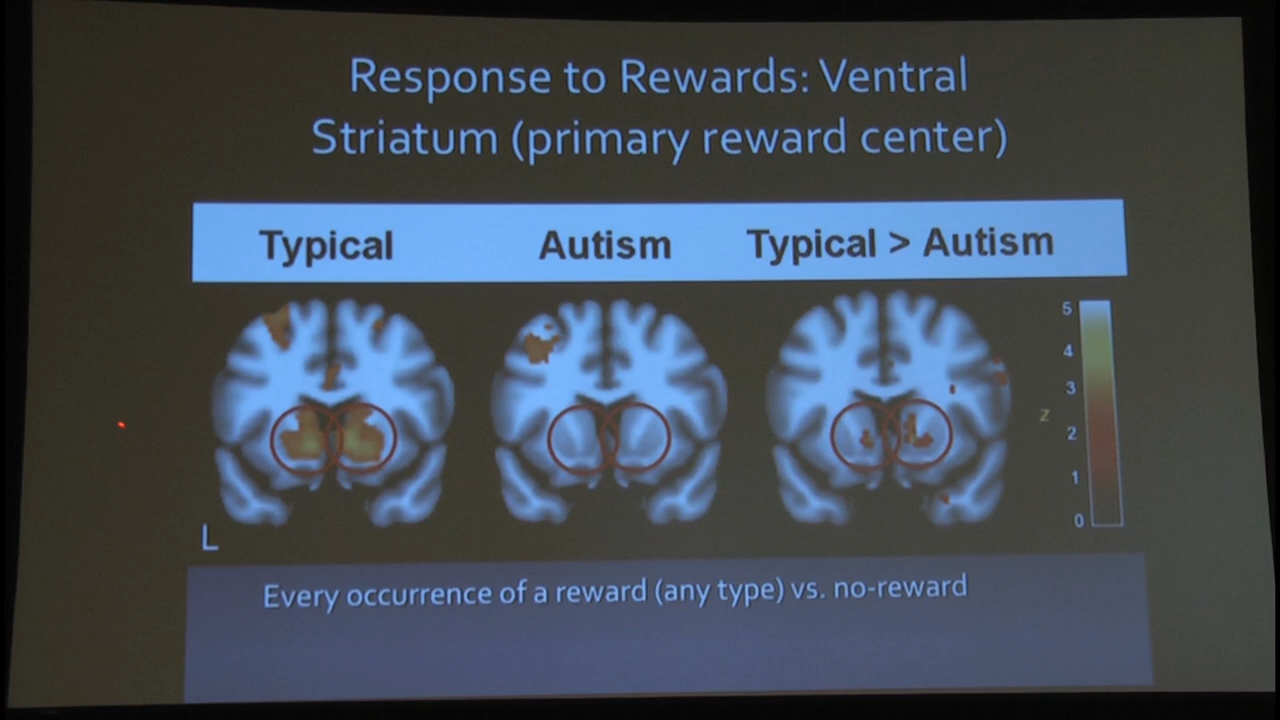 Response to Rewards: Ventral
Striatum (primary reward center)
Typical
Autism
Typical > Autism
5
4
3
z
2
1
0
L
Every occurrence of a reward (any type) vs. no-reward